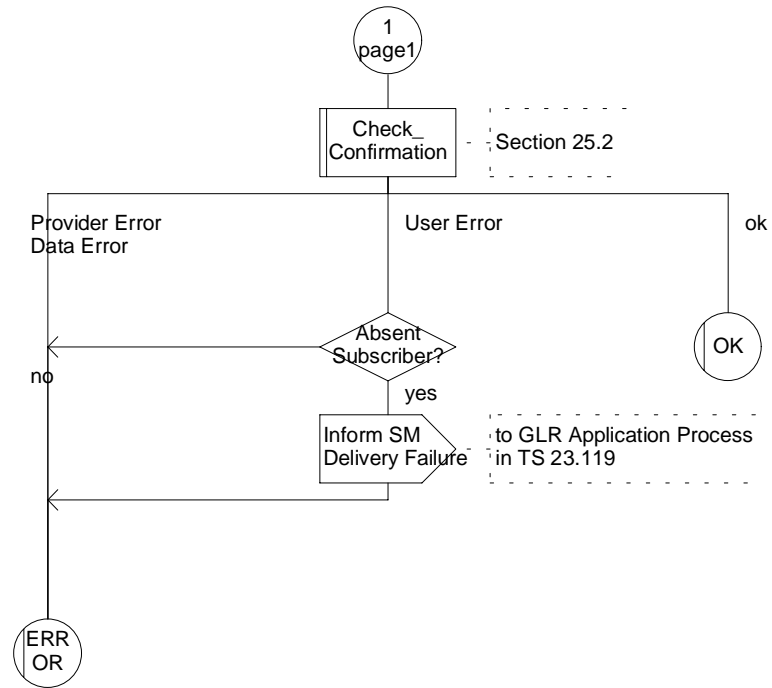 1
page1
Check_
Confirmation
Section 25.2
Provider Error
Data Error
User Error
ok
Absent
Subscriber?
OK
no
yes
Inform SM
Delivery Failure
to GLR Application Process
in TS 23.119
ERR
OR